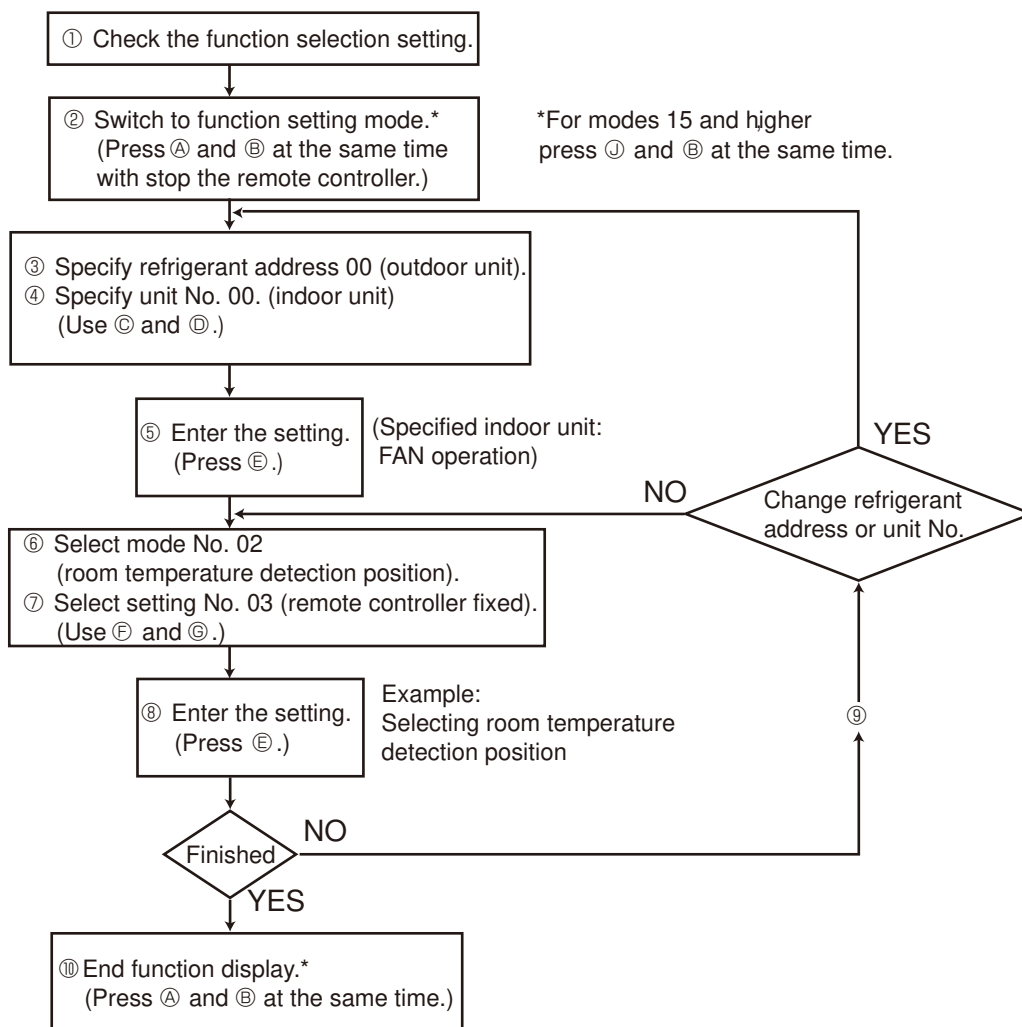 ① Check the function selection setting.
② Switch to function setting mode.*
(Press Ⓐ and Ⓑ at the same time
with stop the remote controller.)
*For modes 15 and higher
press Ⓙ and Ⓑ at the same time.
③ Specify refrigerant address 00 (outdoor unit).
④ Specify unit No. 00. (indoor unit)
(Use Ⓒ and Ⓓ.)
⑤ Enter the setting.
(Press Ⓔ.)
(Specified indoor unit:
FAN operation)
YES
NO
Change refrigerant
address or unit No.
⑥ Select mode No. 02
(room temperature detection position).
⑦ Select setting No. 03 (remote controller fixed).
(Use Ⓕ and Ⓖ.)
⑧ Enter the setting.
(Press Ⓔ.)
Example:
Selecting room temperature
detection position
⑨
Finished
NO
YES
⑩ End function display.*
(Press Ⓐ and Ⓑ at the same time.)